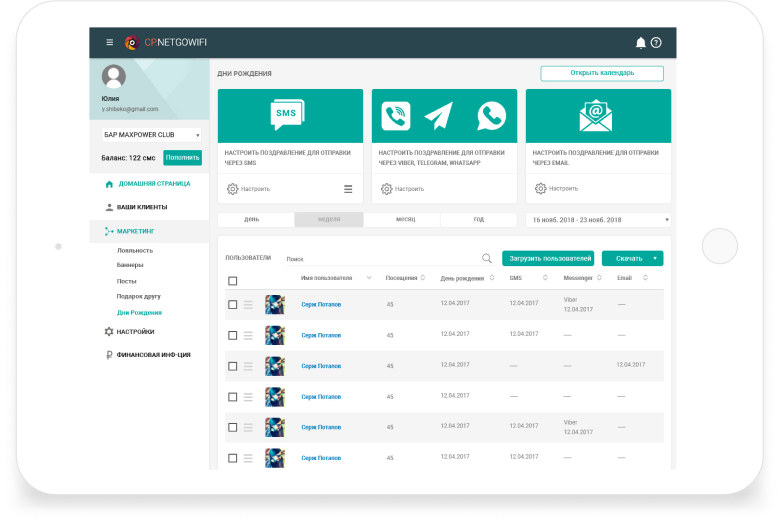 CP.NETGOWIFI
Юлия
y.shibeko@gmail.com
БАР MAXPOWER CLUB
Баланс: 122 смс
Пополнить
ДОМАШНЯЯ СТРАНИЦА
ВАШИ КЛИЕНТЫ
МАРКЕТИНГ
Лояльность
Баннеры
Посты
Подарок другу
Дни Рождения
НАСТРОЙКИ
ФИНАНСОВАЯ ИНФ-ЦИЯ
ДНИ РОЖДЕНИЯ
Открыть календарь
SMS
НАСТРОИТЬ ПОЗДРАВЛЕНИЕ ДЛЯ ОТПРАВКИ
ЧЕРЕЗ SMS
Настроить
НАСТРОИТЬ ПОЗДРАВЛЕНИЕ ДЛЯ ОТПРАВКИ
ЧЕРЕЗ VIBER, TELEGRAM, WHATSAPP
Настроить
НАСТРОИТЬ ПОЗДРАВЛЕНИЕ ДЛЯ ОТПРАВКИ
ЧЕРЕЗ EMAIL
Настроить
день неделя месяц год 16 нояб. 2018 - 23 нояб. 2018
ПОЛЬЗОВАТЕЛИ Поиск Загрузить пользователей Скачать
Имя пользователя Посещения День рождения SMS Messenger Email
Серж Потапов 45 12.04.2017 12.04.2017 Viber
12.04.2017 —
Серж Потапов 45 12.04.2017 12.04.2017 — —
Серж Потапов 45 12.04.2017 — — 12.04.2017
Серж Потапов 45 12.04.2017 — — —
Серж Потапов 45 12.04.2017 12.04.2017 Viber
12.04.2017 —
Серж Потапов 45 12.04.2017 12.04.2017 — —